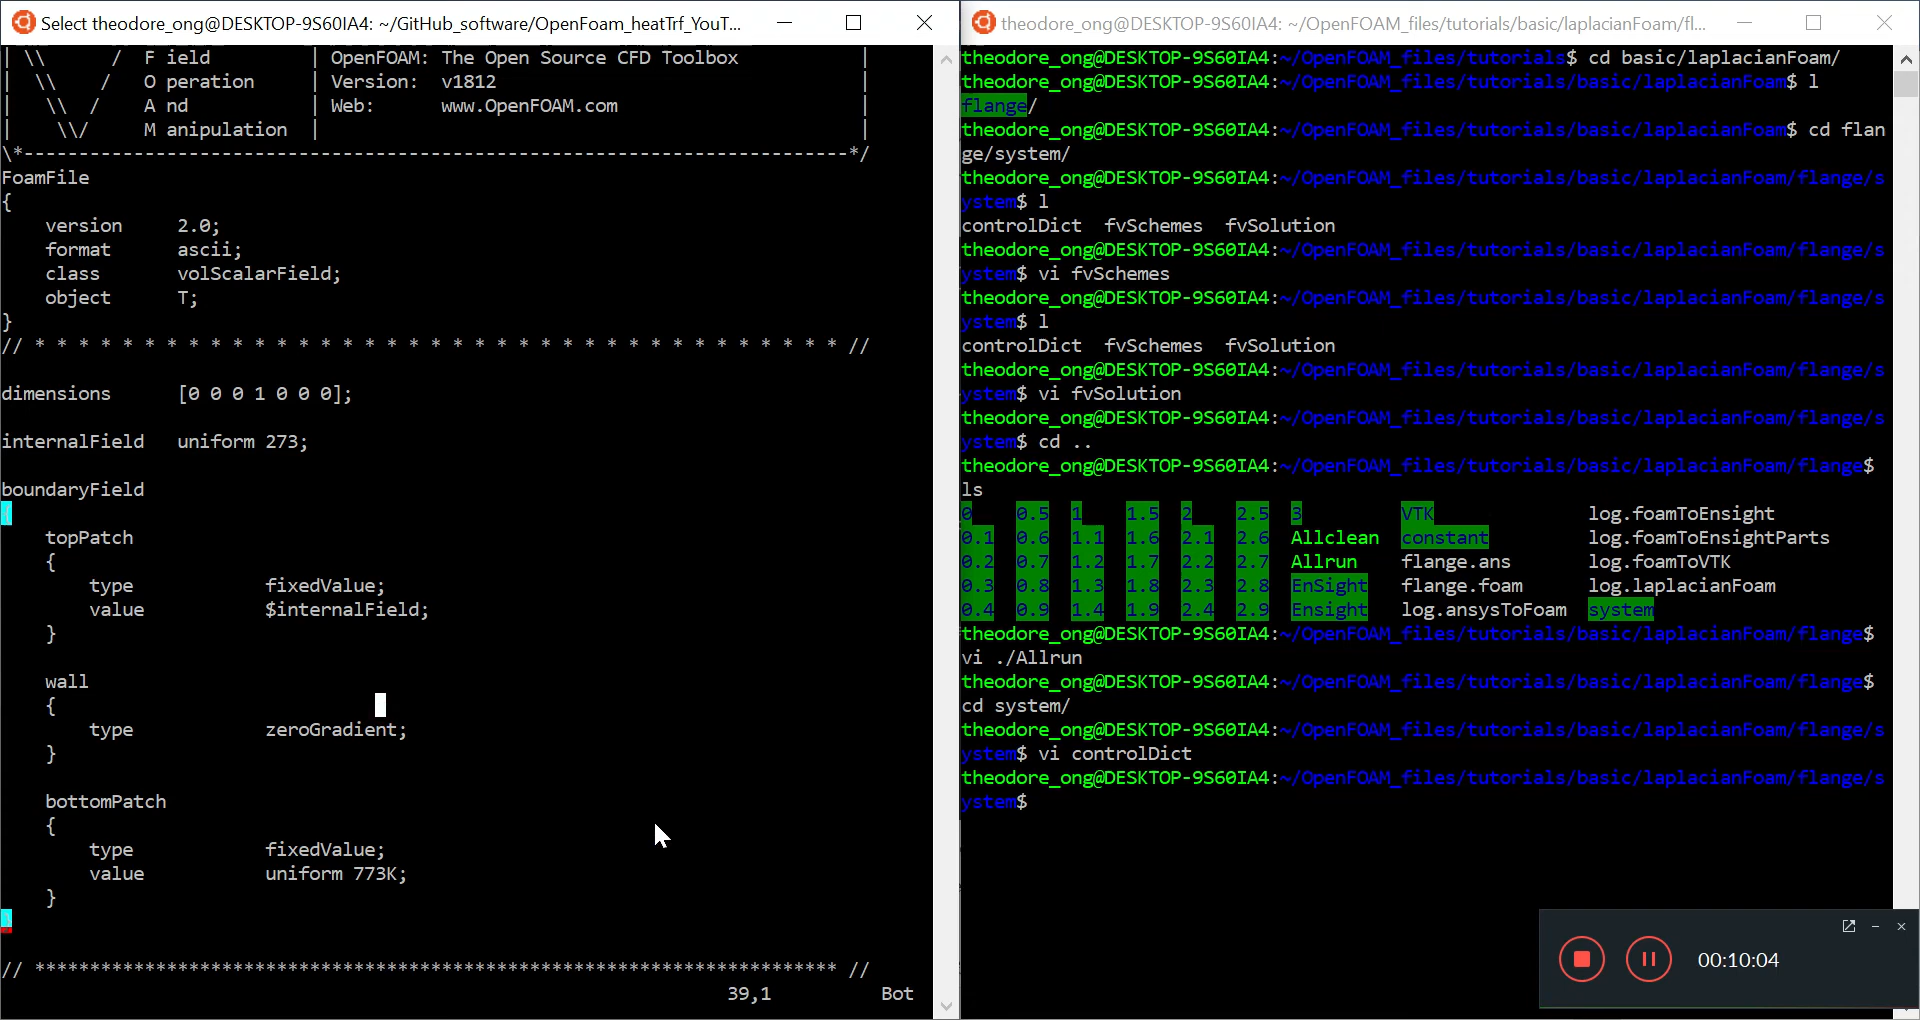 Select theodore_ong@DESKTOP-9S60IA4: ~/GitHub_software/OpenFoam_heatTrf_YouT...
| \\      /  F ield          | OpenFOAM: The Open Source CFD Toolbox           |
|  \\    /   O peration      | Version:  v1812                                 |
|   \\  /    A nd            | Web:      www.OpenFOAM.com                      |
|    \\/     M anipulation  |                                                 |
\*---------------------------------------------------------------------------*/
FoamFile
{
    version     2.0;
    format      ascii;
    class       volScalarField;
    object      T;
}
// * * * * * * * * * * * * * * * * * * * * * * * * * * * * * * * * * * * * * //
dimensions      [0 0 0 1 0 0 0];
internalField   uniform 273;
boundaryField
{
    topPatch
    {
        type            fixedValue;
        value           $internalField;
    }
    wall
    {
        type            zeroGradient;
    }
    bottomPatch
    {
        type            fixedValue;
        value           uniform 773K;
    }
}
// ************************************************************************* //
39,1          Bot
theodore_ong@DESKTOP-9S60IA4: ~/OpenFOAM_files/tutorials/basic/laplacianFoam/fl...
theodore_ong@DESKTOP-9S60IA4:~/OpenFOAM_files/tutorials$ cd basic/laplacianFoam/
theodore_ong@DESKTOP-9S60IA4:~/OpenFOAM_files/tutorials/basic/laplacianFoam$ l
flange/
theodore_ong@DESKTOP-9S60IA4:~/OpenFOAM_files/tutorials/basic/laplacianFoam$ cd flan
ge/system/
theodore_ong@DESKTOP-9S60IA4:~/OpenFOAM_files/tutorials/basic/laplacianFoam/flange/s
ystem$ l
controlDict  fvSchemes  fvSolution
theodore_ong@DESKTOP-9S60IA4:~/OpenFOAM_files/tutorials/basic/laplacianFoam/flange/s
ystem$ vi fvSchemes
theodore_ong@DESKTOP-9S60IA4:~/OpenFOAM_files/tutorials/basic/laplacianFoam/flange/s
ystem$ l
controlDict  fvSchemes  fvSolution
theodore_ong@DESKTOP-9S60IA4:~/OpenFOAM_files/tutorials/basic/laplacianFoam/flange/s
ystem$ vi fvSolution
theodore_ong@DESKTOP-9S60IA4:~/OpenFOAM_files/tutorials/basic/laplacianFoam/flange/s
ystem$ cd ..
theodore_ong@DESKTOP-9S60IA4:~/OpenFOAM_files/tutorials/basic/laplacianFoam/flange$
ls
0    0.5  1    1.5  2    2.5  3         VTK              log.foamToEnsight
0.1  0.6  1.1  1.6  2.1  2.6  Allclean  constant         log.foamToEnsightParts
0.2  0.7  1.2  1.7  2.2  2.7  Allrun    flange.ans       log.foamToVTK
0.3  0.8  1.3  1.8  2.3  2.8  EnSight   flange.foam      log.laplacianFoam
0.4  0.9  1.4  1.9  2.4  2.9  Ensight   log.ansysToFoam  system
theodore_ong@DESKTOP-9S60IA4:~/OpenFOAM_files/tutorials/basic/laplacianFoam/flange$
vi ./Allrun
theodore_ong@DESKTOP-9S60IA4:~/OpenFOAM_files/tutorials/basic/laplacianFoam/flange$
cd system/
theodore_ong@DESKTOP-9S60IA4:~/OpenFOAM_files/tutorials/basic/laplacianFoam/flange/s
ystem$ vi controlDict
theodore_ong@DESKTOP-9S60IA4:~/OpenFOAM_files/tutorials/basic/laplacianFoam/flange/s
ystem$
00:10:04